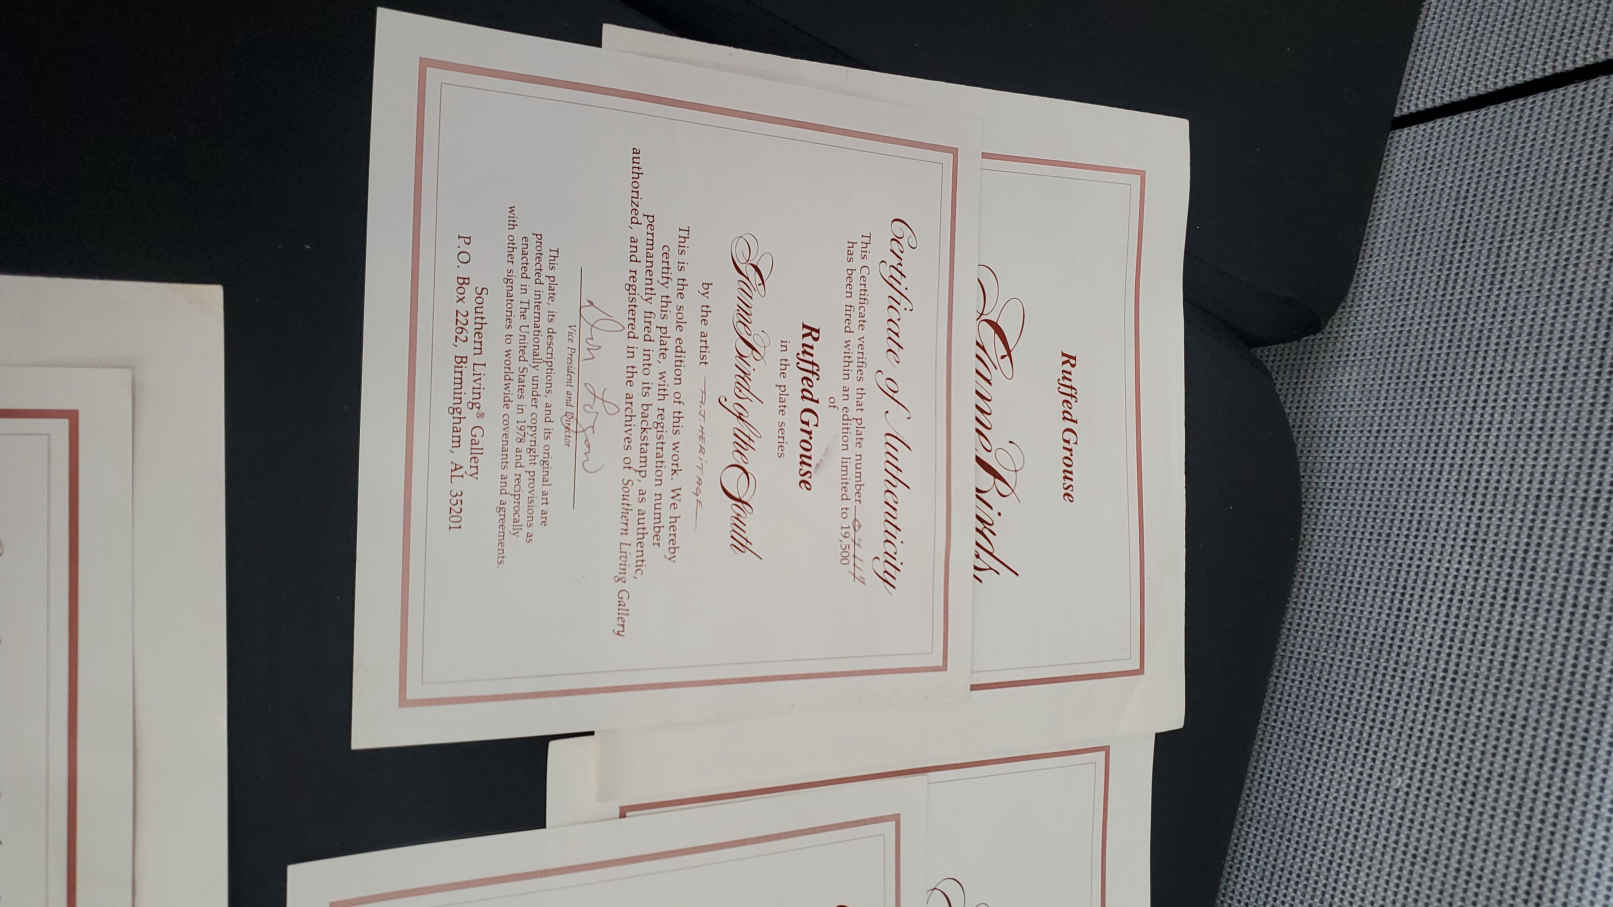 Certificate of Authenticity
This Certificate verifies that plate number
has been fired within an edition limited to 19,500
of
Ruffed Grouse
in the plate series
Game Birds of the South
by the artist A.J. HERITAGE
This is the sole edition of this work. We hereby
certify this plate, with registration number
permanently fired into its backstamp, as authentic,
authorized, and registered in the archives of Southern Living Gallery
Vice President and Director
This plate, its descriptions, and its original art are
protected internationally under copyright provisions as
enacted in The United States in 1978 and reciprocally
with other signatories to worldwide covenants and agreements.
Southern Living® Gallery
P.O. Box 2262, Birmingham, AL 35201
Ruffed Grouse
Game Birds